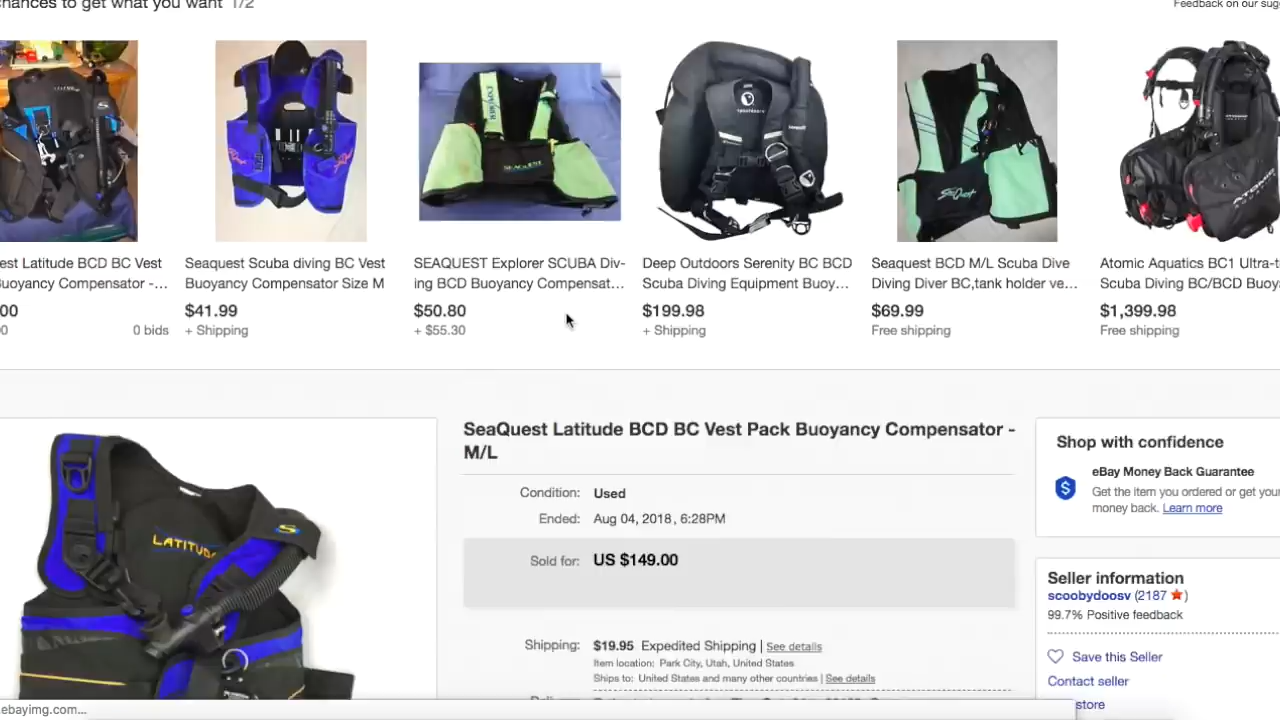 chances to get what you want 1/2
Feedback on our sugg
LATITUDE
SEAQUEST
SeaQuest
ATOMIC
est Latitude BCD BC Vest
Buoyancy Compensator -...
00
00
0 bids
Seaquest Scuba diving BC Vest
Buoyancy Compensator Size M
$41.99
+ Shipping
SEAQUEST Explorer SCUBA Div-
ing BCD Buoyancy Compensat...
$50.80
+ $55.30
Deep Outdoors Serenity BC BCD
Scuba Diving Equipment Buoy...
$199.98
+ Shipping
Seaquest BCD M/L Scuba Dive
Diving Diver BC,tank holder ve...
$69.99
Free shipping
Atomic Aquatics BC1 Ultra-t
Scuba Diving BC/BCD Buoy
$1,399.98
Free shipping
LATITUDE
S
SeaQuest Latitude BCD BC Vest Pack Buoyancy Compensator -
M/L
Condition: Used
Ended: Aug 04, 2018 , 6:28PM
Sold for: US $149.00
Shipping: $19.95 Expedited Shipping | See details
Item location: Park City, Utah, United States
Ships to: United States and many other countries | See details
Shop with confidence
eBay Money Back Guarantee
Get the item you ordered or get your
money back. Learn more
Seller information
scoobydoosv (2187 )
99.7% Positive feedback
Save this Seller
Contact seller
store
ebayimg.com...